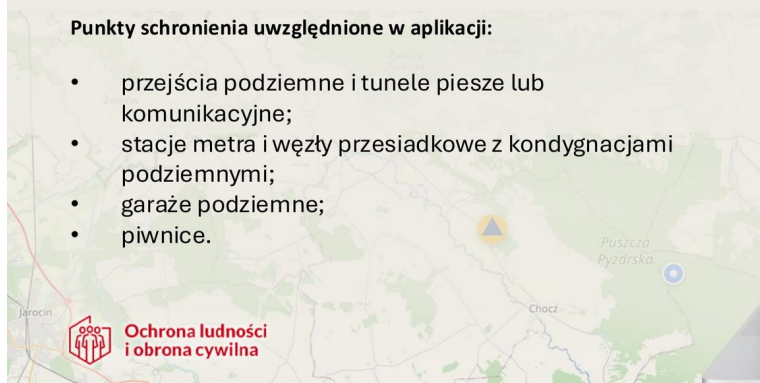 Punkty schronienia uwzględnione w aplikacji:
• przejścia podziemne i tunele piesze lub
komunikacyjne;
• stacje metra i węzły przesiadkowe z kondygnacjami
podziemnymi;
• garaże podziemne;
• piwnice.
Puszcza
Pyzdrska
Chocz
Jarocin
Ochrona ludności
i obrona cywilna